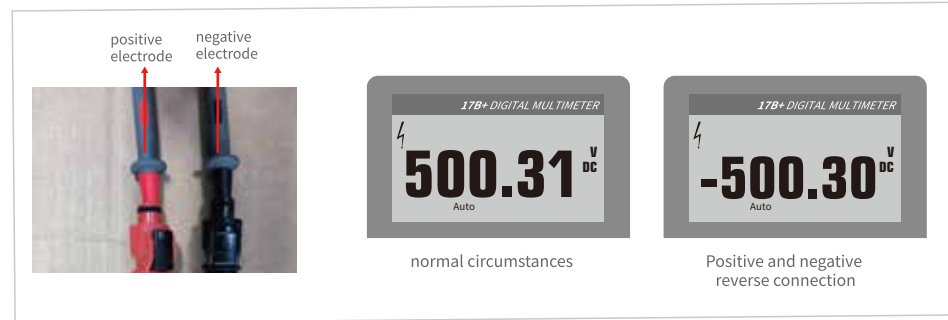 positive
electrode
negative
electrode
17B+ DIGITAL MULTIMETER
500.31
V
DC
Auto
normal circumstances
17B+ DIGITAL MULTIMETER
-500.30
V
DC
Auto
Positive and negative
reverse connection